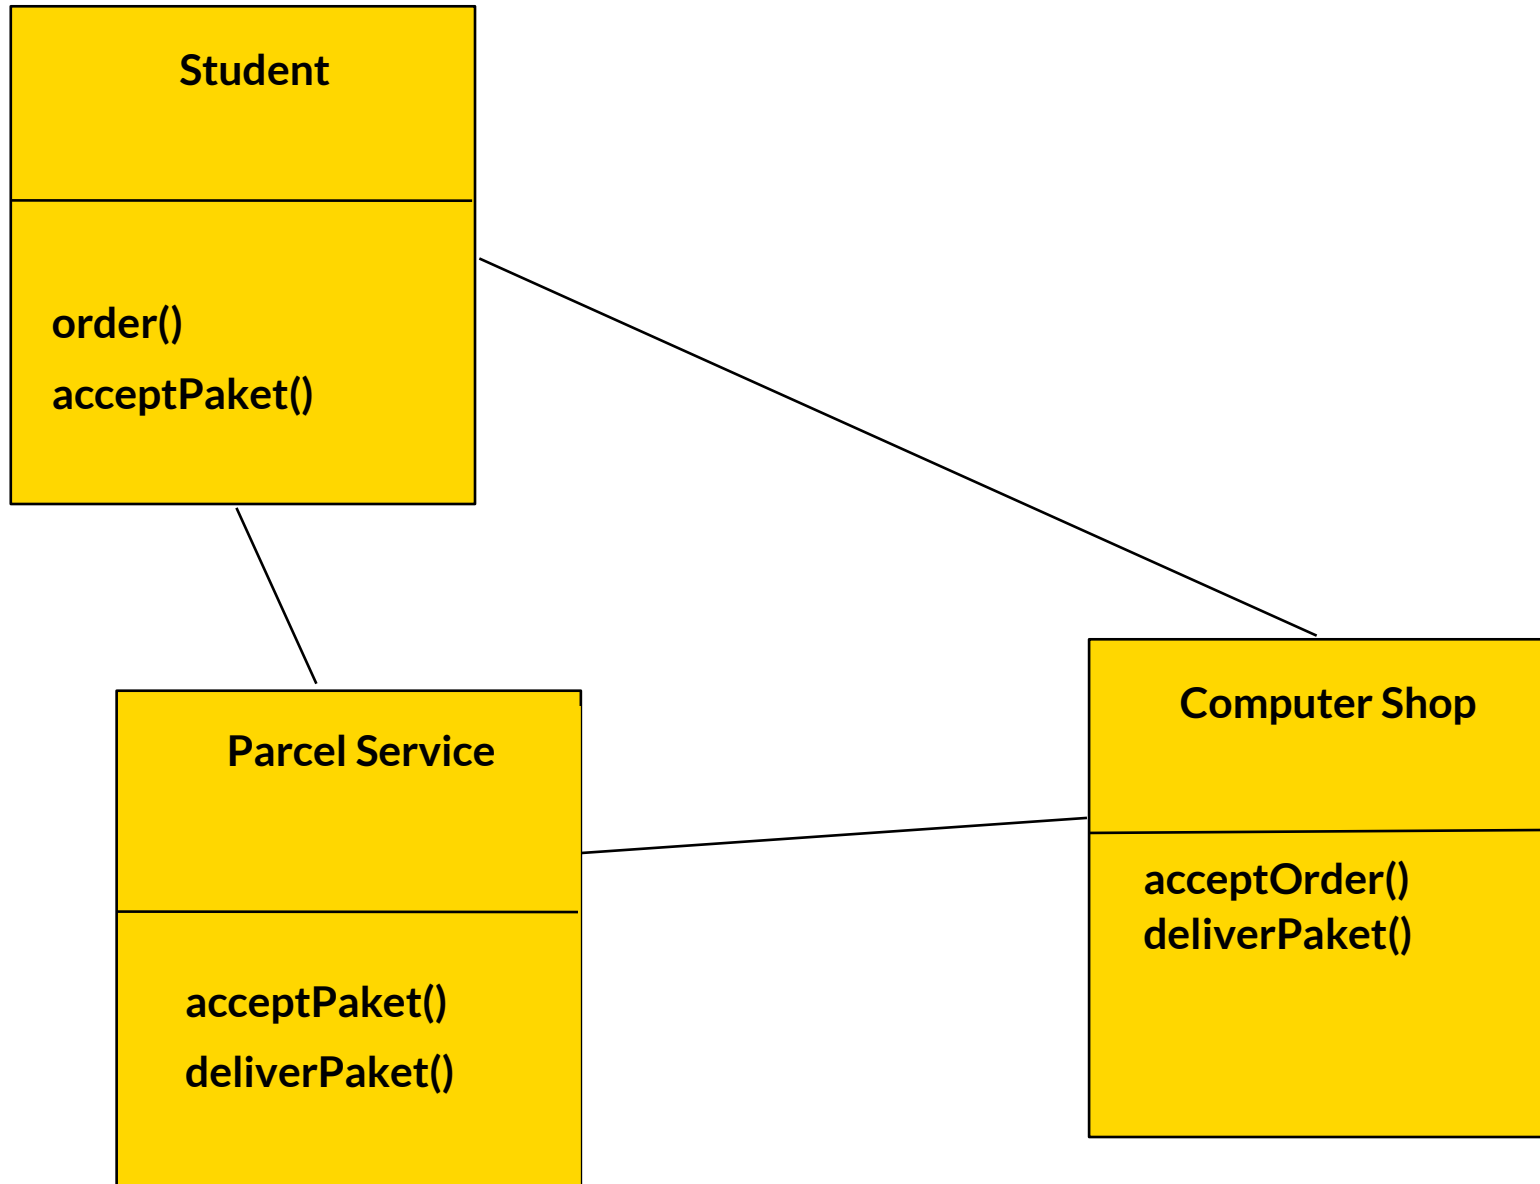 Student
order()
acceptPaket()
Parcel Service
acceptPaket()
deliverPaket()
Computer Shop
acceptOrder()
deliverPaket()